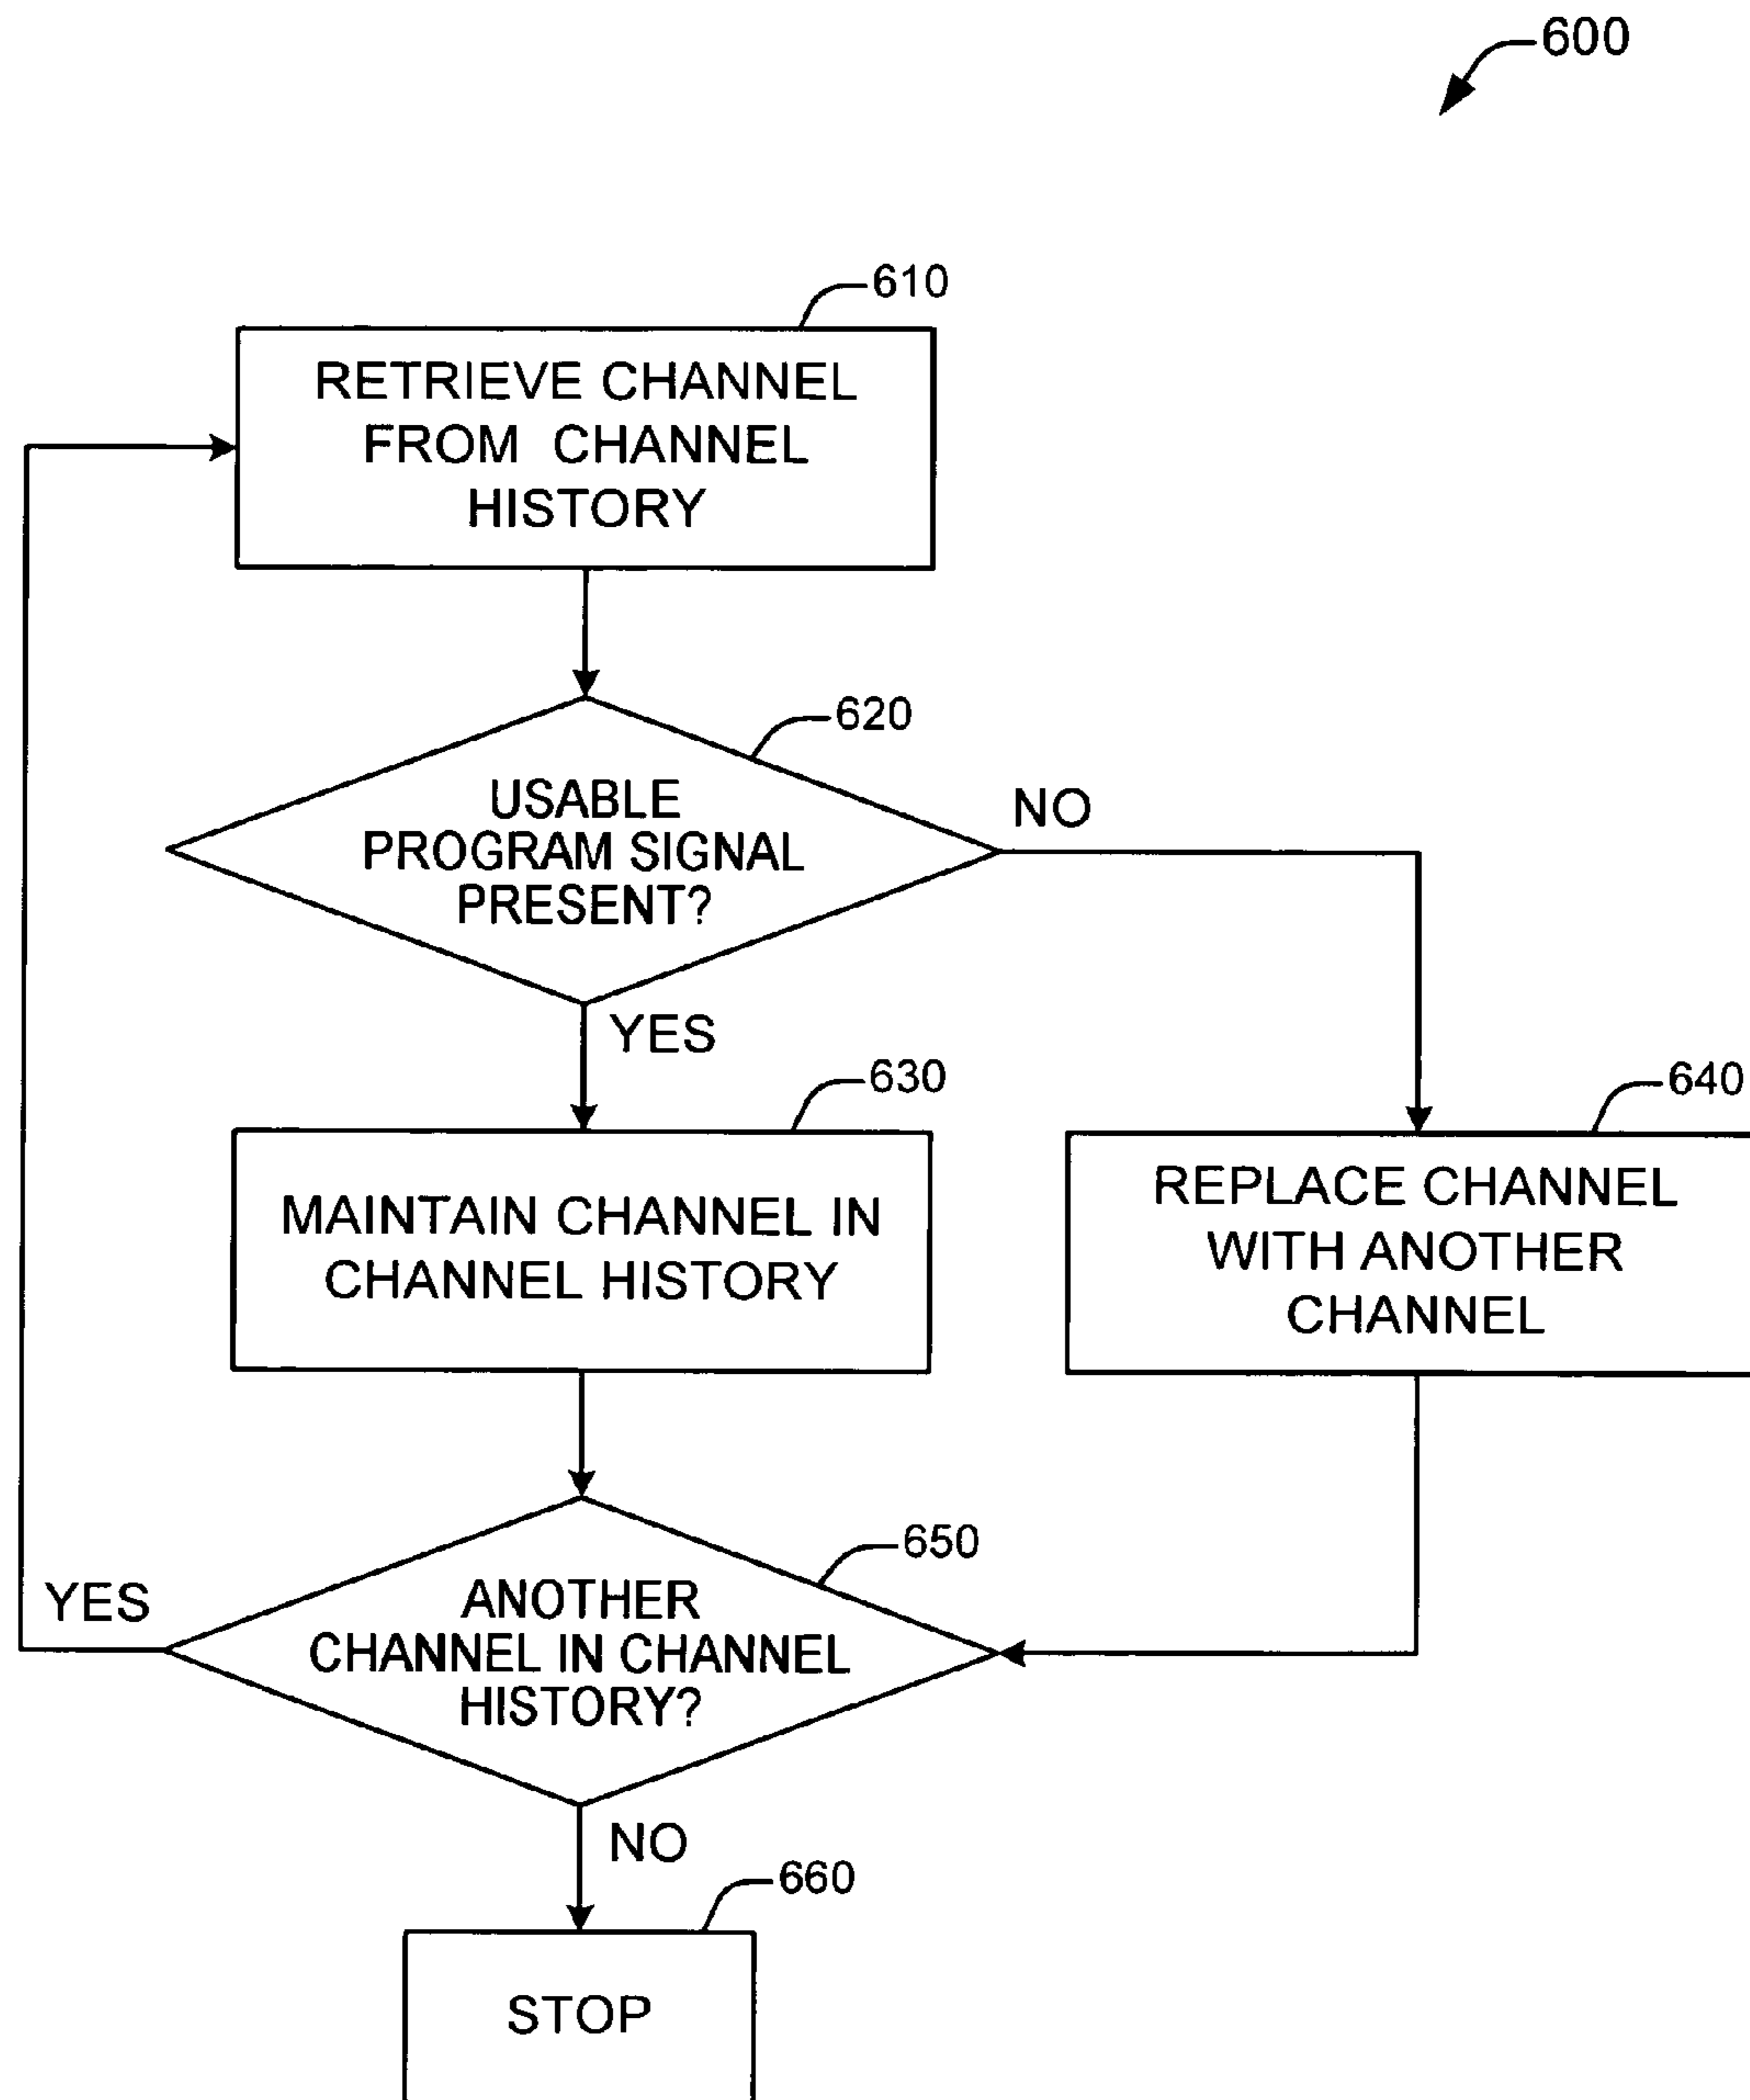 600
610
RETRIEVE CHANNEL
FROM CHANNEL
HISTORY
620
USABLE
PROGRAM SIGNAL
PRESENT?
NO
YES
630
MAINTAIN CHANNEL IN
CHANNEL HISTORY
640
REPLACE CHANNEL
WITH ANOTHER
CHANNEL
650
ANOTHER
CHANNEL IN CHANNEL
HISTORY?
YES
NO
660
STOP